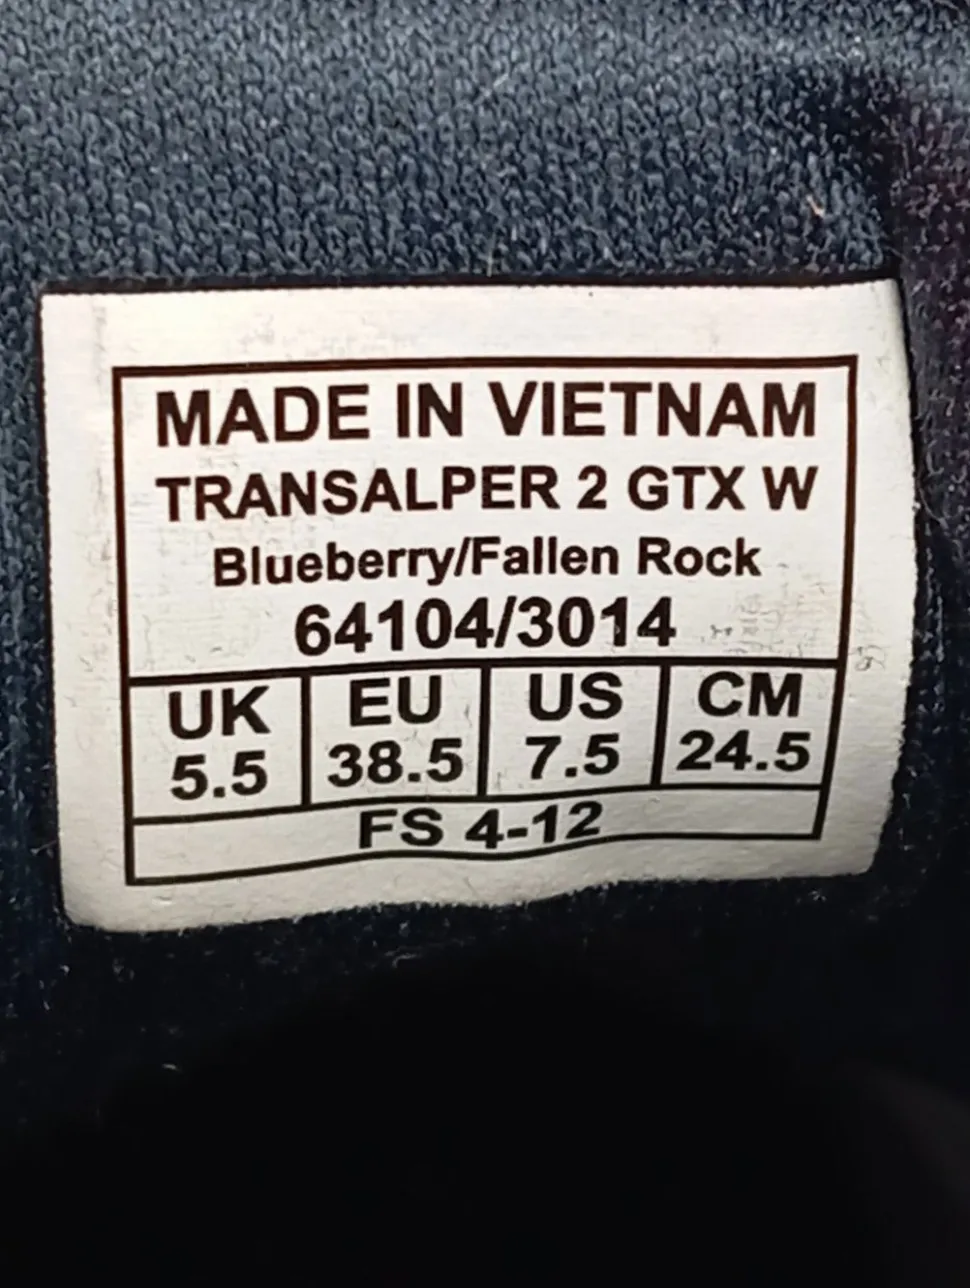 MADE IN VIETNAM
TRANSALPER 2 GTX W
Blueberry/Fallen Rock
64104/3014
UK EU US CM
5.5 38.5 7.5 24.5
FS 4-12